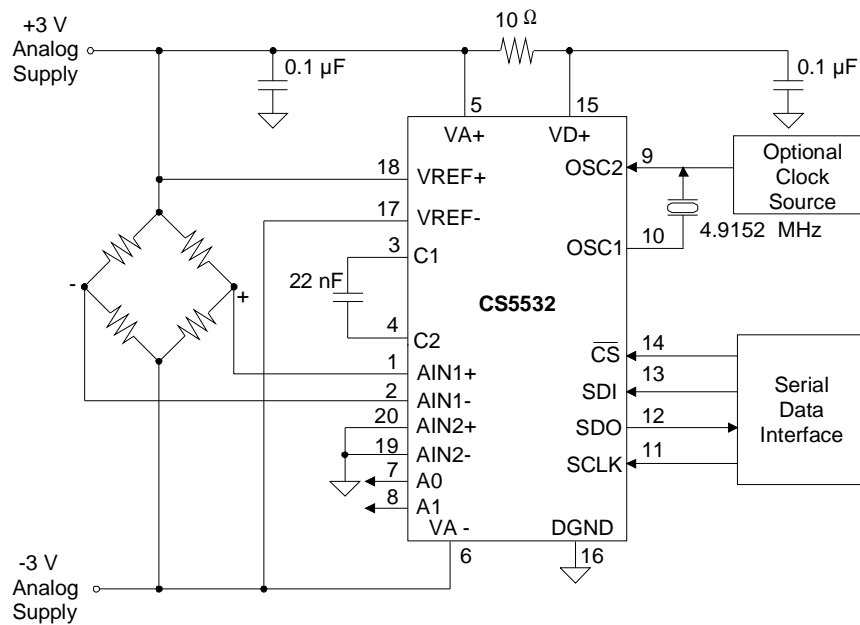 +3 V
Analog
Supply
10 Ω
0.1 µF
0.1 µF
5
15
VA+
VD+
18
VREF+
17
VREF-
3
C1
22 nF
4
C2
1
AIN1+
2
AIN1-
20
AIN2+
19
AIN2-
7
A0
8
A1
VA -
6
DGND
16
CS5532
OSC2
9
OSC1
10
4.9152 MHz
Optional
Clock
Source
CS
14
SDI
13
SDO
12
SCLK
11
Serial
Data
Interface
-
+
-3 V
Analog
Supply